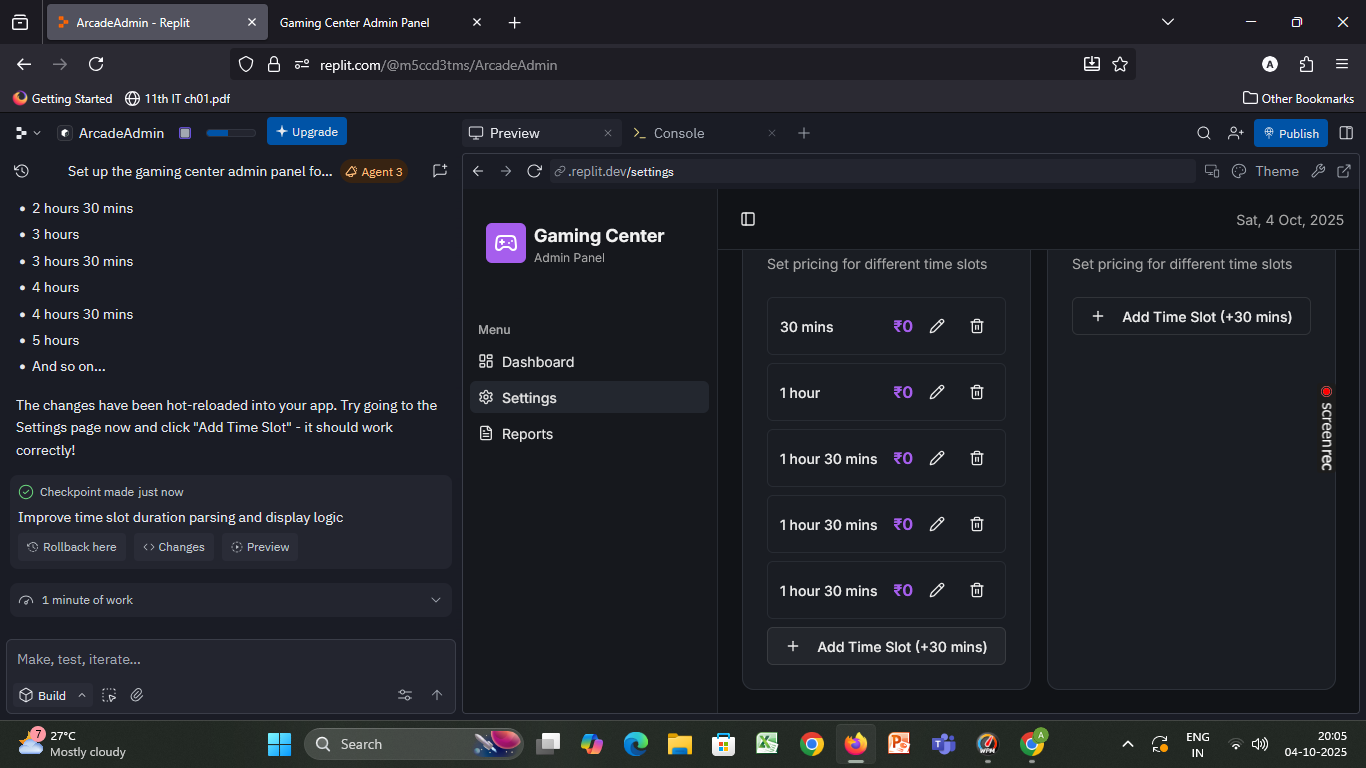 ArcadeAdmin - Replit
Gaming Center Admin Panel
replit.com/@m5ccd3tms/ArcadeAdmin
A
Getting Started
11th IT ch01.pdf
Other Bookmarks
ArcadeAdmin
Upgrade
Preview
Console
Publish
Set up the gaming center admin panel fo...
Agent 3
.replit.dev/settings
Theme
• 2 hours 30 mins
• 3 hours
• 3 hours 30 mins
• 4 hours
• 4 hours 30 mins
• 5 hours
• And so on...
The changes have been hot-reloaded into your app. Try going to the
Settings page now and click "Add Time Slot" - it should work
correctly!
Checkpoint made just now
Improve time slot duration parsing and display logic
Rollback here
Changes
Preview
1 minute of work
Make, test, iterate...
Build
Gaming Center
Admin Panel
Menu
Dashboard
Settings
Reports
Sat, 4 Oct, 2025
Set pricing for different time slots
30 mins ₹0
1 hour ₹0
1 hour 30 mins ₹0
1 hour 30 mins ₹0
1 hour 30 mins ₹0
+ Add Time Slot (+30 mins)
Set pricing for different time slots
+ Add Time Slot (+30 mins)
screenrec
7
27°C
Mostly cloudy
Search
WPM
A
ENG
IN
20:05
04-10-2025